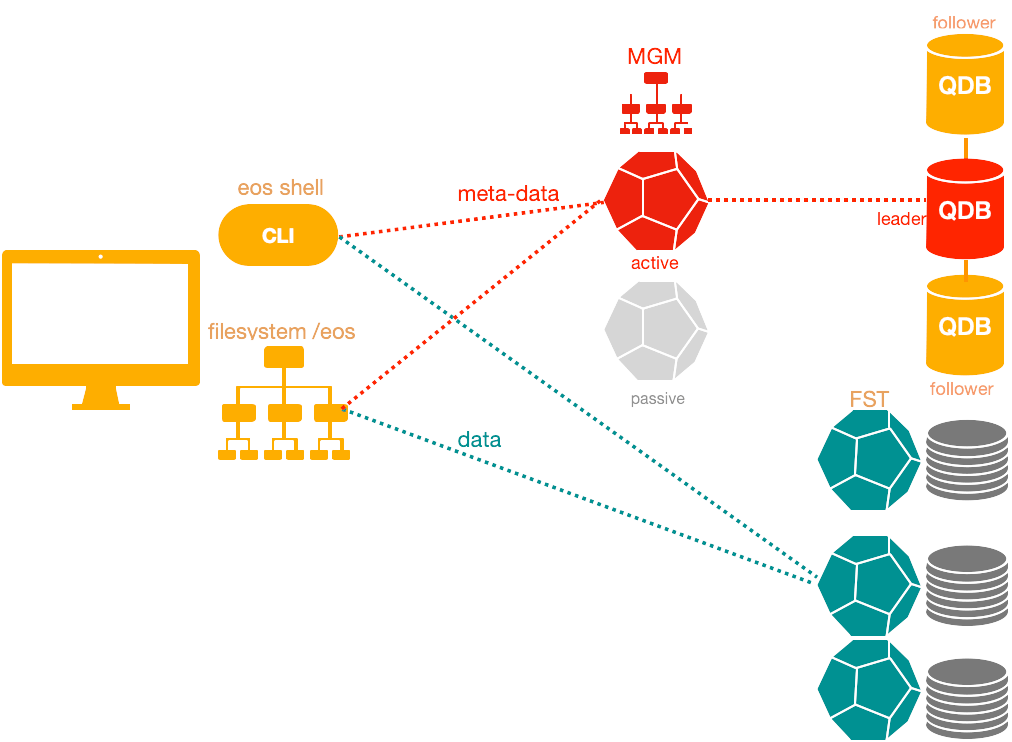 follower
MGM
QDB
eos shell
meta-data
CLI
QDB
leader
active
filesystem /eos
QDB
passive
follower
FST
data